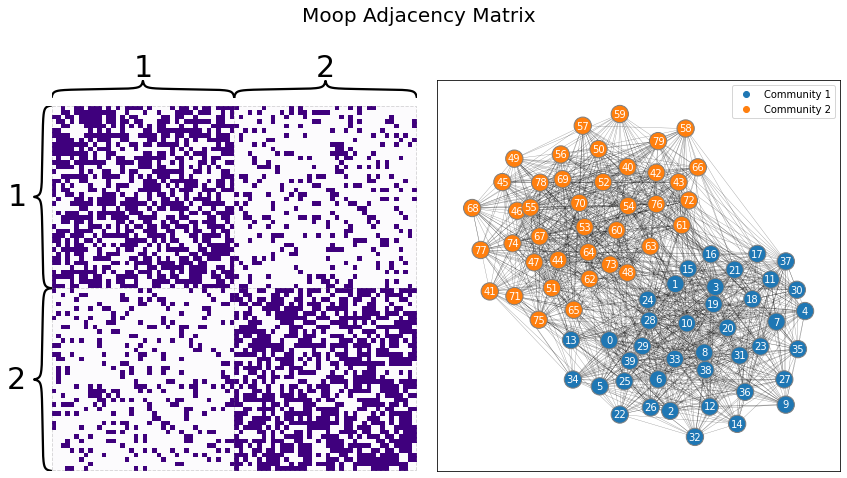 Moop Adjacency Matrix
1 2
1
2
Community 1
Community 2
59
57 58
79
50
49 56
40 66
42
45 78 69 52 43
72
68 46 55 70 54 76
53 61
67 60
77 74 63
64 16 17
47 44 73 37
15 21
62 48 11
1 3
41 71 51 30
24 18
65 19 4
75 28 10 7
20
13 0
29 23 35
8 31
39 33
38
34 25 6 27
5
36
26 12 9
22 2
14
32